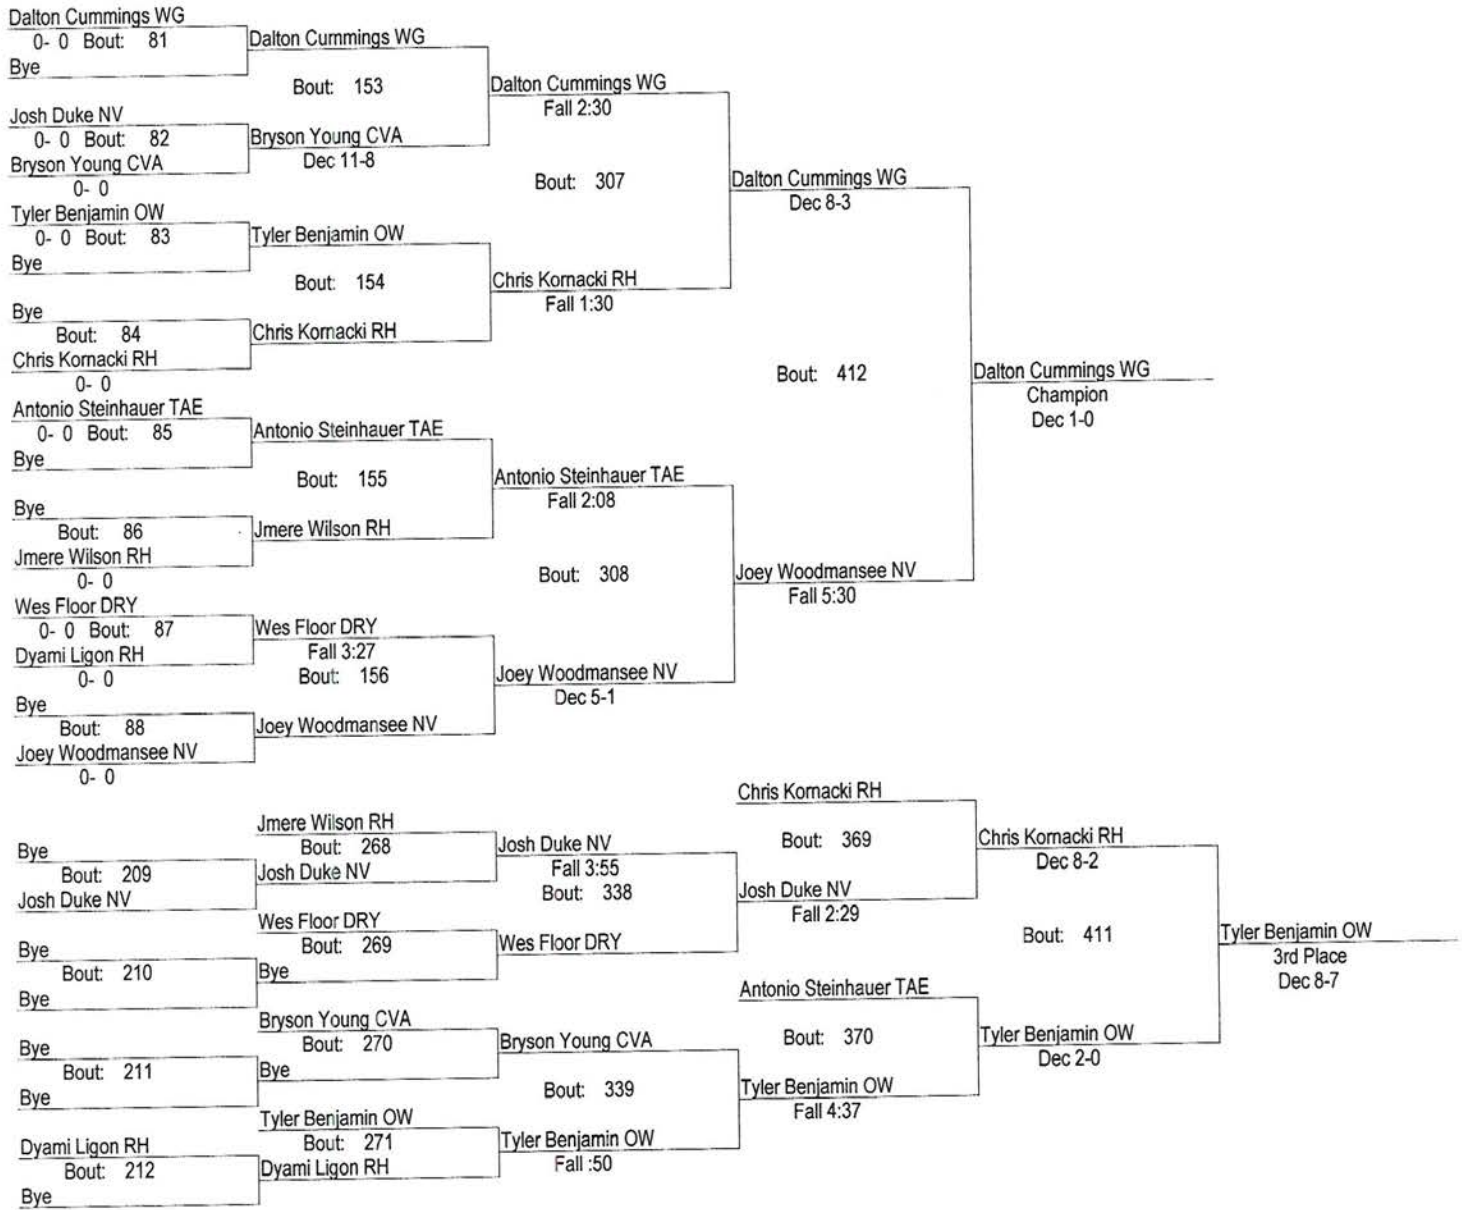 Dalton Cummings WG
0- 0 Bout: 81
Bye
Dalton Cummings WG
Bout: 153
Josh Duke NV
0- 0 Bout: 82
Bryson Young CVA
0- 0
Bryson Young CVA
Dec 11-8
Dalton Cummings WG
Fall 2:30
Bout: 307
Tyler Benjamin OW
0- 0 Bout: 83
Bye
Tyler Benjamin OW
Bout: 154
Bye
Bout: 84
Chris Kornacki RH
0- 0
Chris Kornacki RH
Chris Kornacki RH
Fall 1:30
Dalton Cummings WG
Dec 8-3
Bout: 412
Dalton Cummings WG
Champion
Dec 1-0
Antonio Steinhauer TAE
0- 0 Bout: 85
Bye
Antonio Steinhauer TAE
Bout: 155
Bye
Bout: 86
Jmere Wilson RH
0- 0
Jmere Wilson RH
Antonio Steinhauer TAE
Fall 2:08
Bout: 308
Joey Woodmansee NV
Fall 5:30
Wes Floor DRY
0- 0 Bout: 87
Dyami Ligon RH
0- 0
Wes Floor DRY
Fall 3:27
Bout: 156
Bye
Bout: 88
Joey Woodmansee NV
0- 0
Joey Woodmansee NV
Joey Woodmansee NV
Dec 5-1
Bye
Bout: 209
Josh Duke NV
Jmere Wilson RH
Bout: 268
Josh Duke NV
Josh Duke NV
Fall 3:55
Bout: 338
Bye
Bout: 210
Bye
Wes Floor DRY
Bout: 269
Bye
Wes Floor DRY
Chris Kornacki RH
Bout: 369
Josh Duke NV
Fall 2:29
Chris Kornacki RH
Dec 8-2
Bout: 411
Tyler Benjamin OW
3rd Place
Dec 8-7
Bye
Bout: 211
Bye
Bryson Young CVA
Bout: 270
Bye
Bryson Young CVA
Bout: 339
Dyami Ligon RH
Bout: 212
Bye
Tyler Benjamin OW
Bout: 271
Dyami Ligon RH
Tyler Benjamin OW
Fall :50
Antonio Steinhauer TAE
Bout: 370
Tyler Benjamin OW
Fall 4:37
Tyler Benjamin OW
Dec 2-0